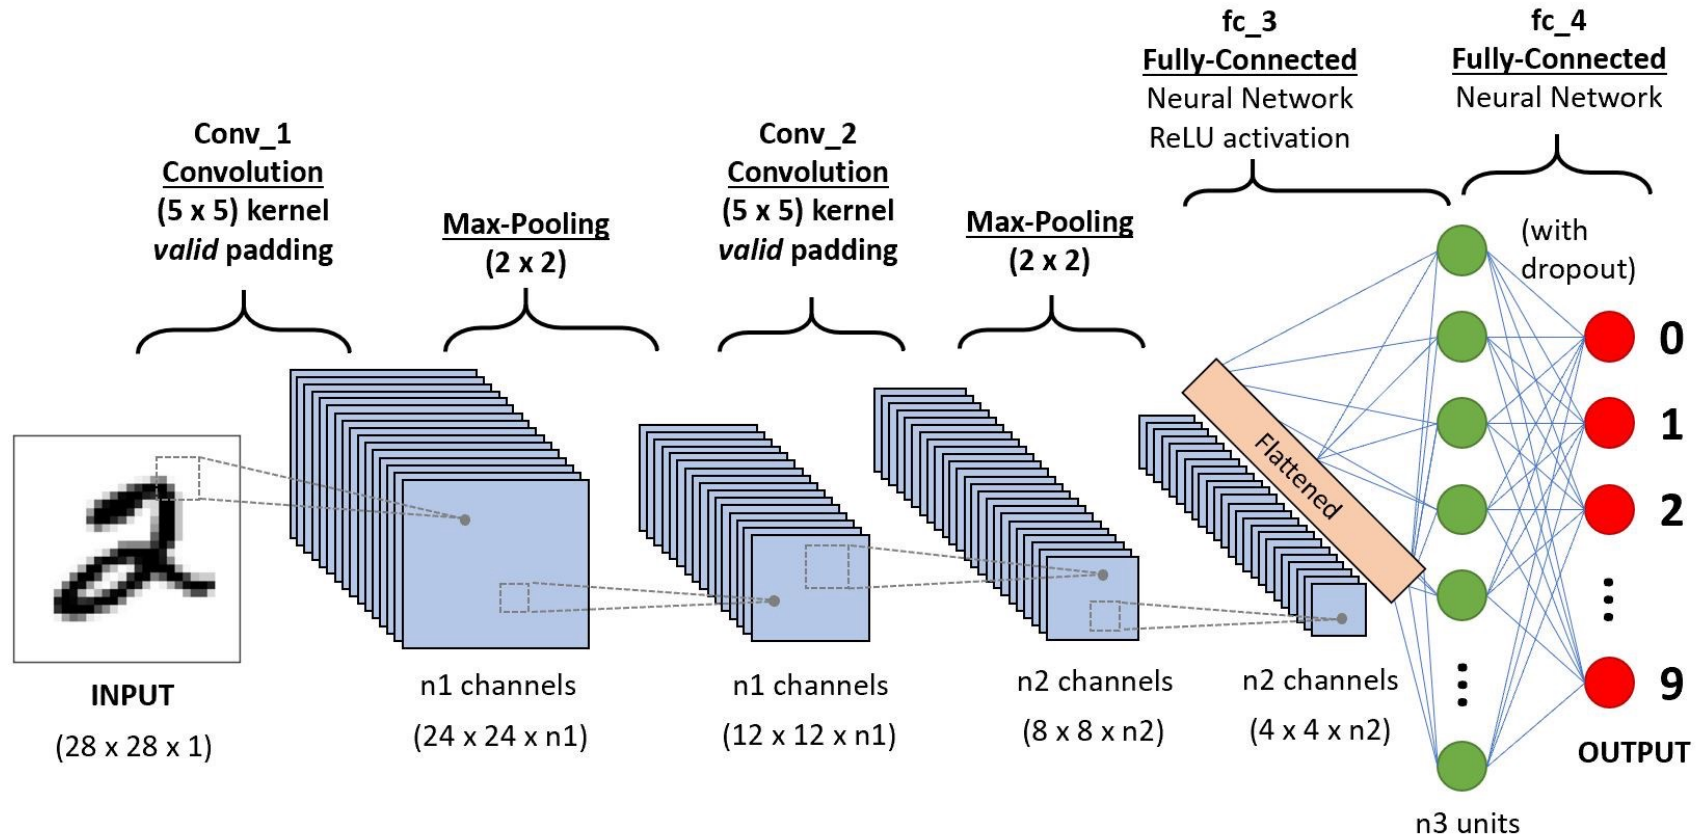 Conv_1
Convolution
(5 x 5) kernel
valid padding
Max-Pooling
(2 x 2)
Conv_2
Convolution
(5 x 5) kernel
valid padding
Max-Pooling
(2 x 2)
fc_3
Fully-Connected
Neural Network
ReLU activation
fc_4
Fully-Connected
Neural Network
(with
dropout)
INPUT
(28 x 28 x 1)
n1 channels
(24 x 24 x n1)
n1 channels
(12 x 12 x n1)
n2 channels
(8 x 8 x n2)
n2 channels
(4 x 4 x n2)
Flattened
n3 units
0
1
2
9
OUTPUT
2